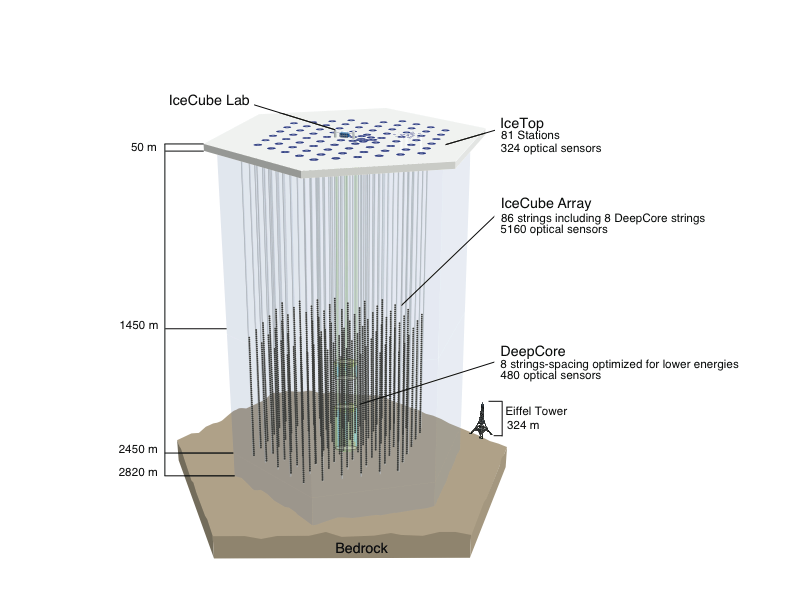 IceCube Lab
IceTop
81 Stations
324 optical sensors
50 m
IceCube Array
86 strings including 8 DeepCore strings
5160 optical sensors
1450 m
DeepCore
8 strings-spacing optimized for lower energies
480 optical sensors
Eiffel Tower
324 m
2450 m
2820 m
Bedrock